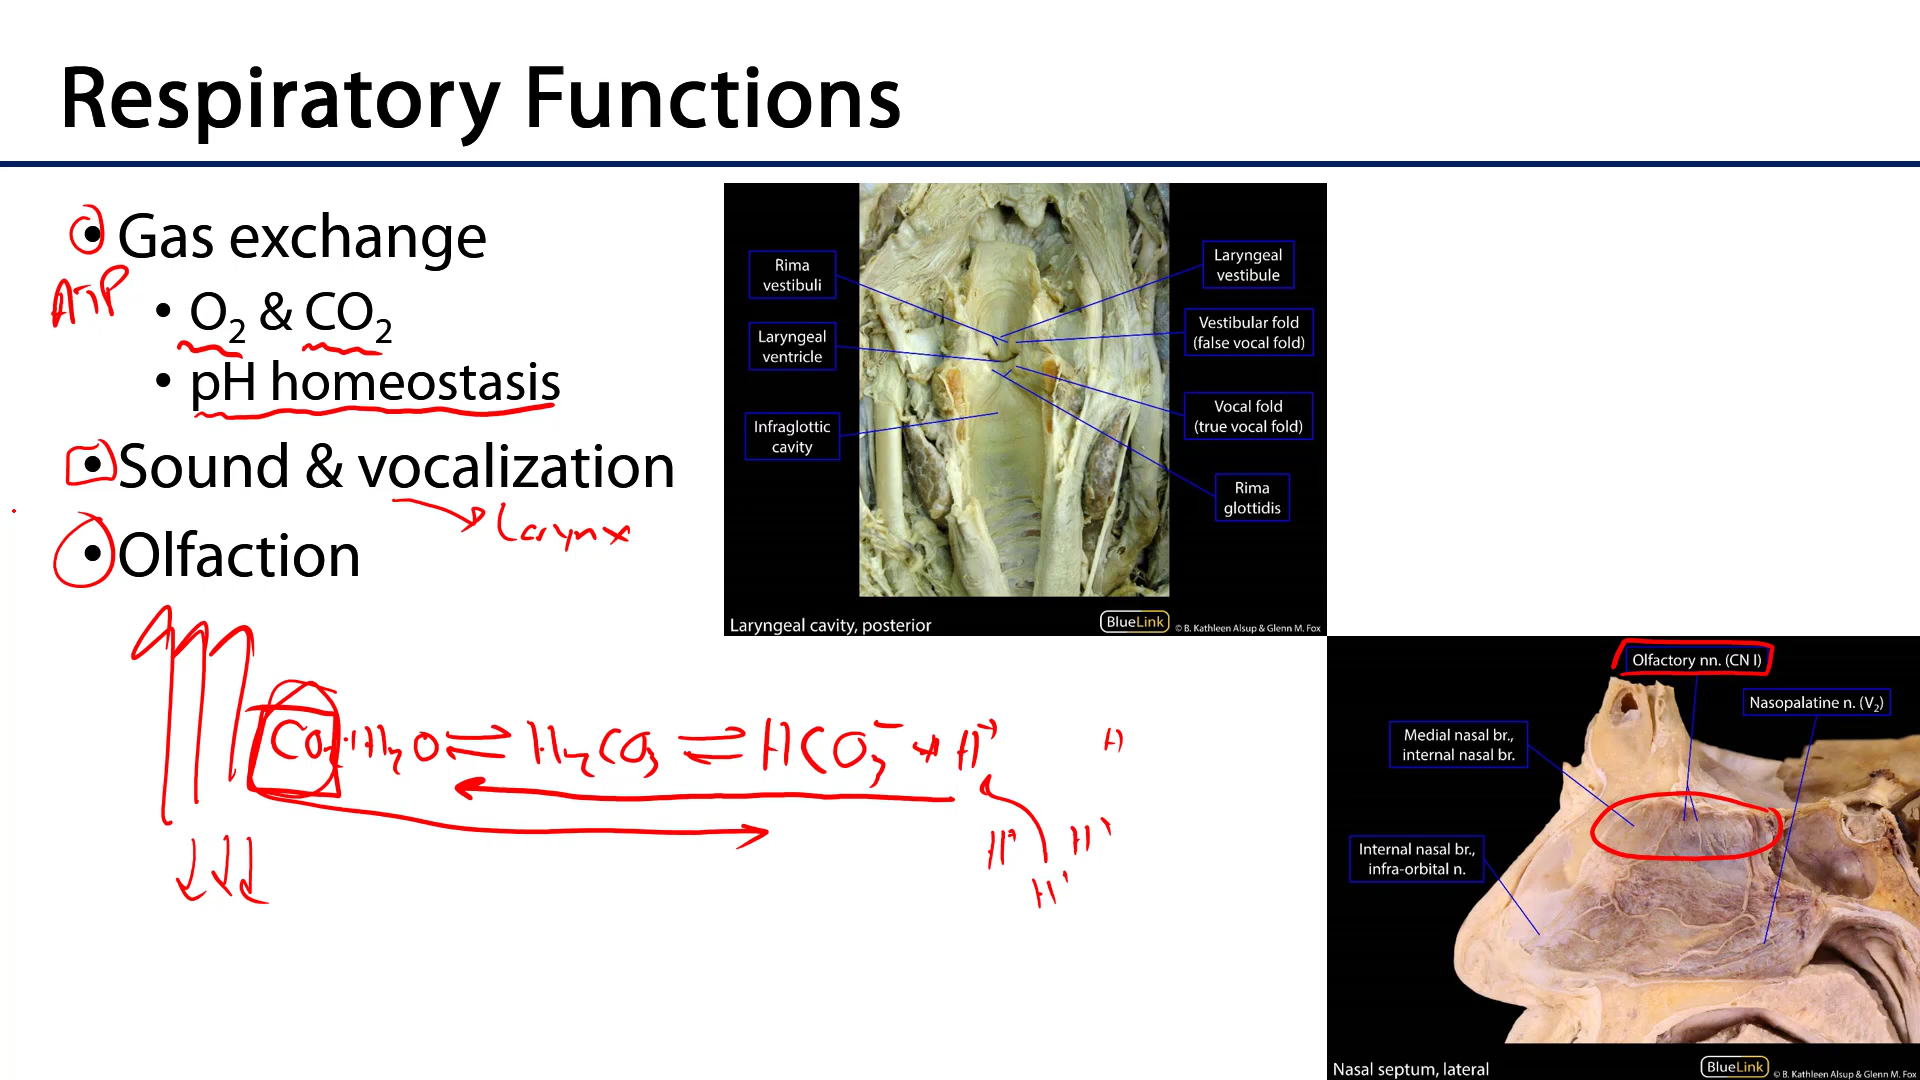 Respiratory Functions
• Gas exchange
ATP
• O₂ & CO₂
• pH homeostasis
• Sound & vocalization
Larynx
• Olfaction
CO₂ + H₂O ⇌ H₂CO₃ ⇌ HCO₃⁻ + H⁺
H
H⁺ H⁺
H⁺
Rima
vestibuli
Laryngeal
ventricle
Infraglottic
cavity
Laryngeal
vestibule
Vestibular fold
(false vocal fold)
Vocal fold
(true vocal fold)
Rima
glottidis
Laryngeal cavity, posterior
BlueLink © B. Kathleen Alsup & Glenn M. Fox
Olfactory nn. (CN I)
Nasopalatine n. (V₂)
Medial nasal br.,
internal nasal br.
Internal nasal br.,
infra-orbital n.
Nasal septum, lateral
BlueLink © B. Kathleen Alsup & Glenn M. Fox